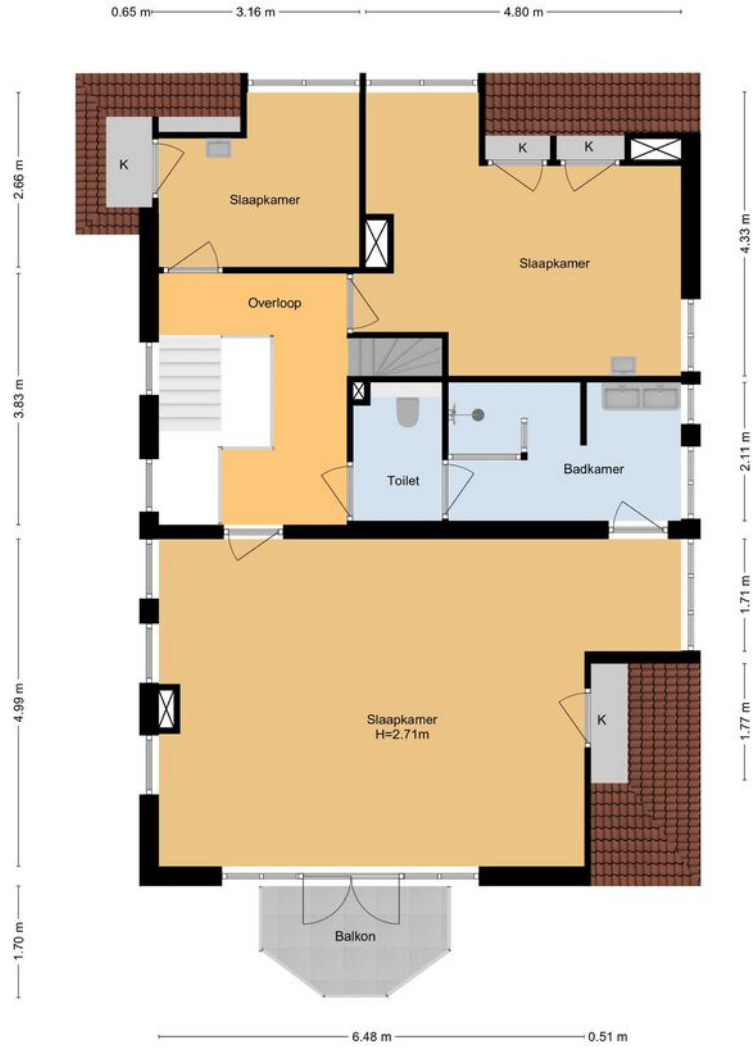 0.65 m
3.16 m
4.80 m
K
K
K
2.66 m
Slaapkamer
4.33 m
Slaapkamer
Overloop
3.83 m
2.11 m
Badkamer
Toilet
1.71 m
4.99 m
Slaapkamer
H=2.71m
K
1.77 m
Balkon
1.70 m
6.48 m
0.51 m